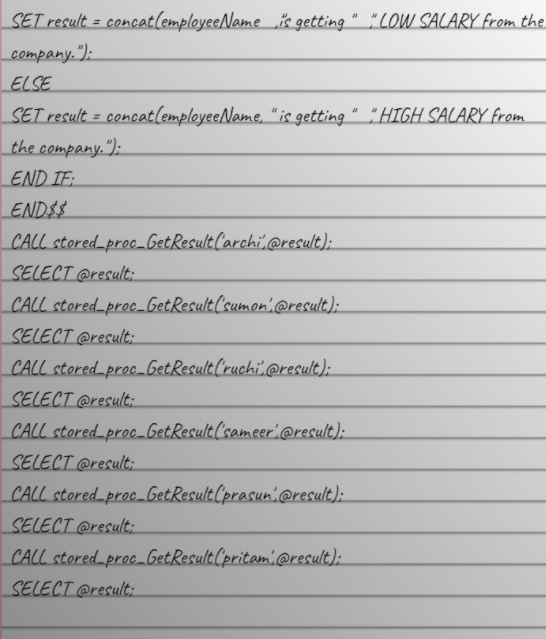 SET result = concat(employeeName   ,"is getting "  ," LOW SALARY from the
company.");
ELSE
SET result = concat(employeeName, " is getting "  ," HIGH SALARY from
the company.");
END IF;
END$$
CALL stored_proc_GetResult('archi',@result);
SELECT @result;
CALL stored_proc_GetResult('sumon',@result);
SELECT @result;
CALL stored_proc_GetResult('ruchi',@result);
SELECT @result;
CALL stored_proc_GetResult('sameer',@result);
SELECT @result;
CALL stored_proc_GetResult('prasun',@result);
SELECT @result;
CALL stored_proc_GetResult('pritam',@result);
SELECT @result;